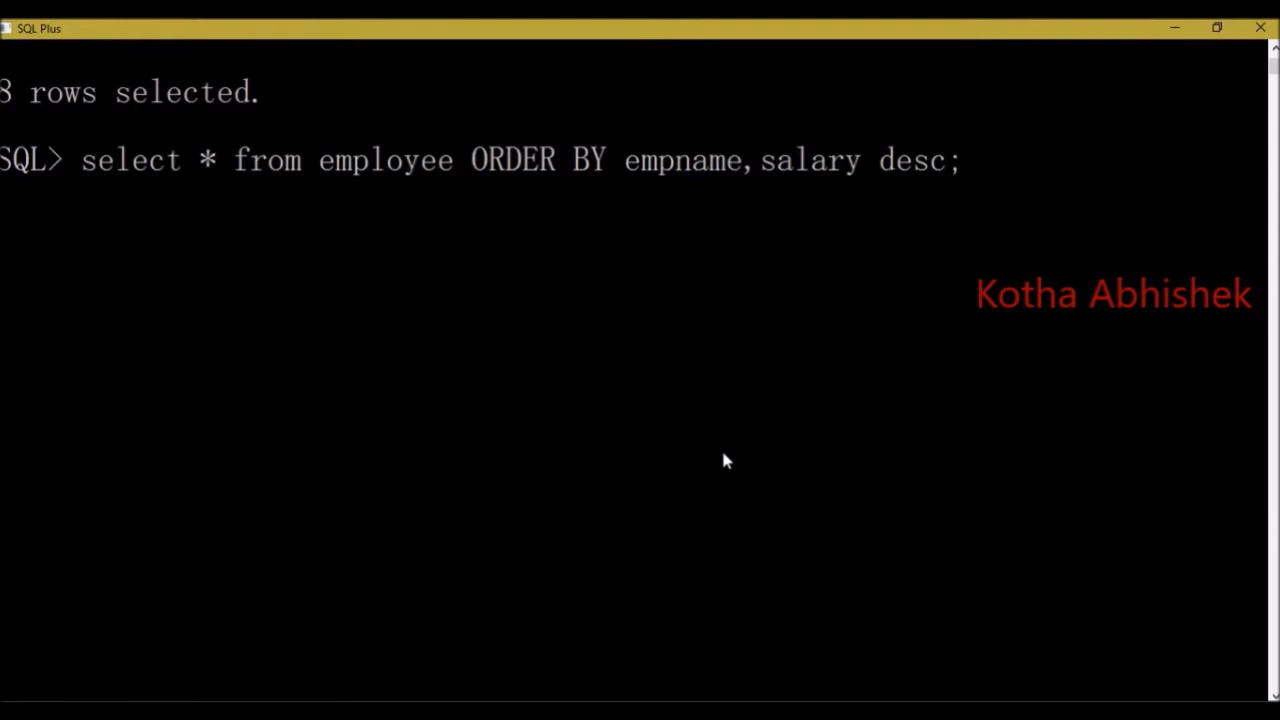 SQL Plus
8 rows selected.
SQL> select * from employee ORDER BY empname,salary desc;
Kotha Abhishek